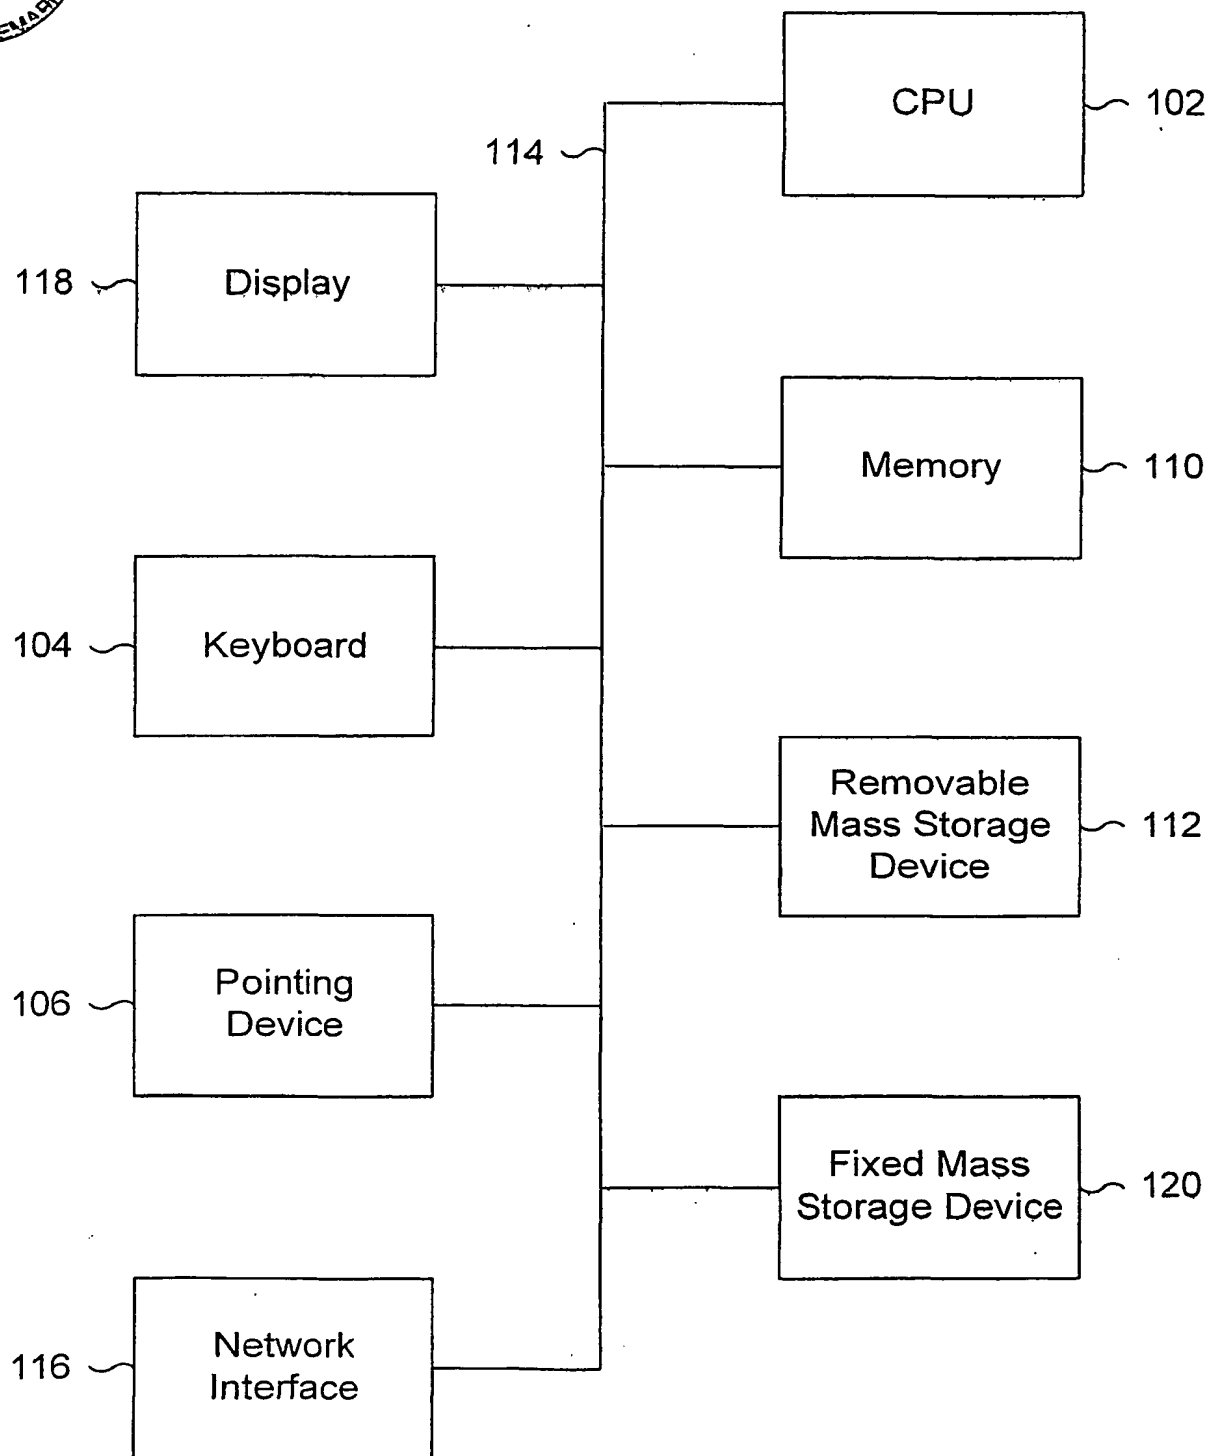 CPU
102
114
118
Display
Memory
110
104
Keyboard
Removable
Mass Storage
Device
112
106
Pointing
Device
Fixed Mass
Storage Device
120
116
Network
Interface